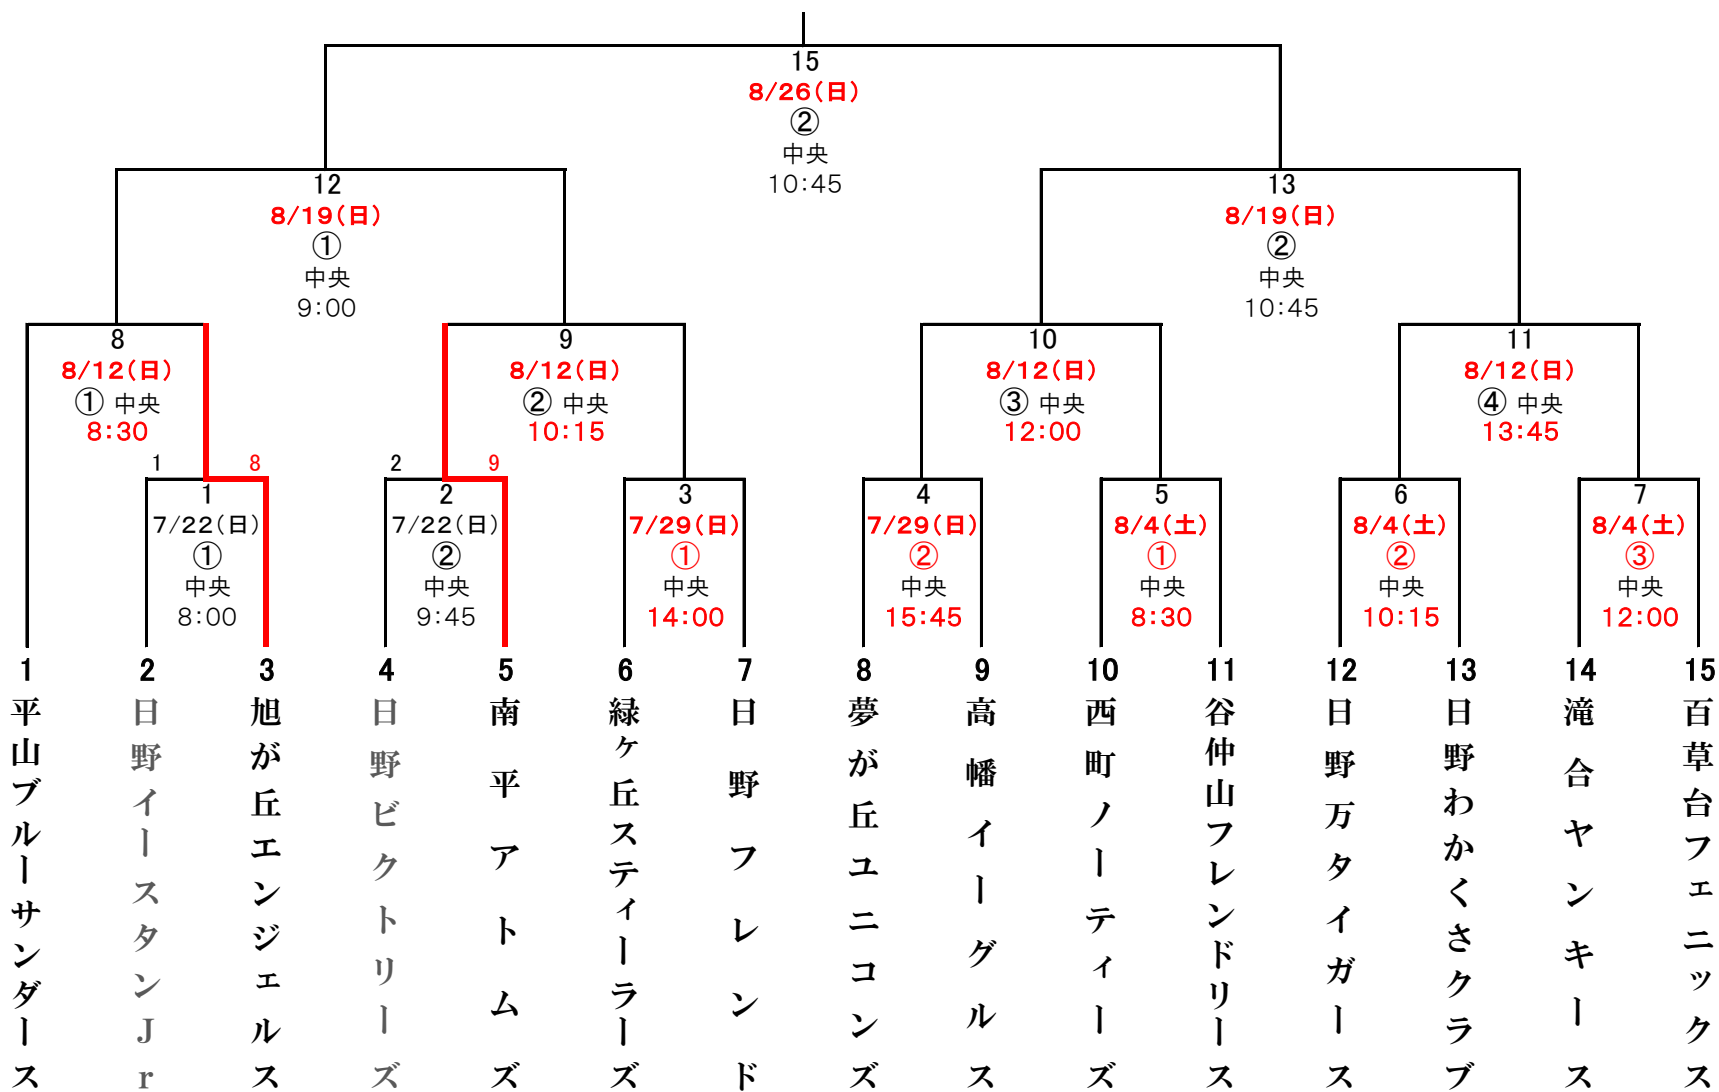 15
8/26(日)
②
中央
10:45
12
8/19(日)
①
中央
9:00
13
8/19(日)
②
中央
10:45
8
8/12(日)
① 中央
8:30
9
8/12(日)
② 中央
10:15
10
8/12(日)
③ 中央
12:00
11
8/12(日)
④ 中央
13:45
1 8
1
7/22(日)
①
中央
8:00
2 9
2
7/22(日)
②
中央
9:45
3
7/29(日)
①
中央
14:00
4
7/29(日)
②
中央
15:45
5
8/4(土)
①
中央
8:30
6
8/4(土)
②
中央
10:15
7
8/4(土)
③
中央
12:00
1
平山ブルーサンダース
2
日野イースタンJr
3
旭が丘エンジェルス
4
日野ビクトリーズ
5
南平アトムズ
6
緑ヶ丘スティーラーズ
7
日野フレンド
8
夢が丘ユニコンズ
9
高幡イーグルス
10
西町ノーティーズ
11
谷仲山フレンドリース
12
日野万タイガース
13
日野わかくさクラブ
14
滝合ヤンキース
15
百草台フェニックス